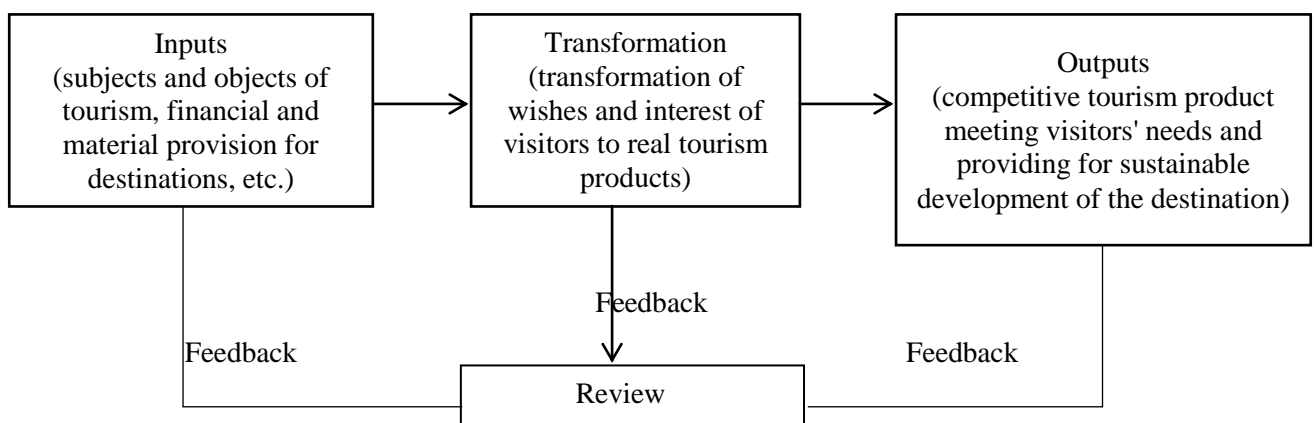 Inputs
(subjects and objects of
tourism, financial and
material provision for
destinations, etc.)
Transformation
(transformation of
wishes and interest of
visitors to real tourism
products)
Outputs
(competitive tourism product
meeting visitors' needs and
providing for sustainable
development of the destination)
Feedback
Feedback
Feedback
Review